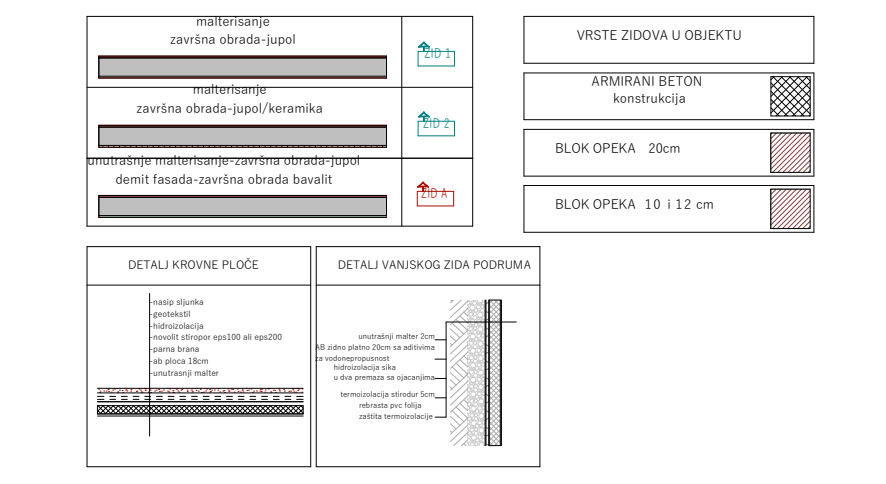 malterisanje
završna obrada-jupol
ZID 1
malterisanje
završna obrada-jupol/keramika
ZID 2
unutrašnje malterisanje-završna obrada-jupol
demit fasada-završna obrada bavalit
ZID A
VRSTE ZIDOVA U OBJEKTU
ARMIRANI BETON
konstrukcija
BLOK OPEKA 20cm
BLOK OPEKA 10 i 12 cm
DETALJ KROVNE PLOČE
-nasip sljunka
-geotekstil
-hidroizolacija
-novolit stiropor eps100 ali eps200
-parna brana
-ab ploca 18cm
-unutrasnji malter
DETALJ VANJSKOG ZIDA PODRUMA
unutrašnji malter 2cm
AB zidno platno 20cm sa aditivima
za vodonepropusnost
hidroizolacija sika
u dva premaza sa ojacanjima
termoizolacija stirodur 5cm
rebrasta pvc folija
zaštita termoizolacije